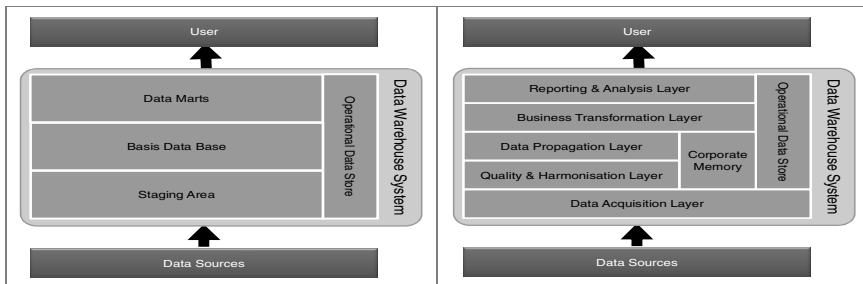 User
Data Marts
Basis Data Base
Staging Area
Operational Data Store
Data Warehouse System
Data Sources
User
Reporting & Analysis Layer
Business Transformation Layer
Data Propagation Layer
Quality & Harmonisation Layer
Corporate
Memory
Data Acquisition Layer
Operational Data Store
Data Warehouse System
Data Sources